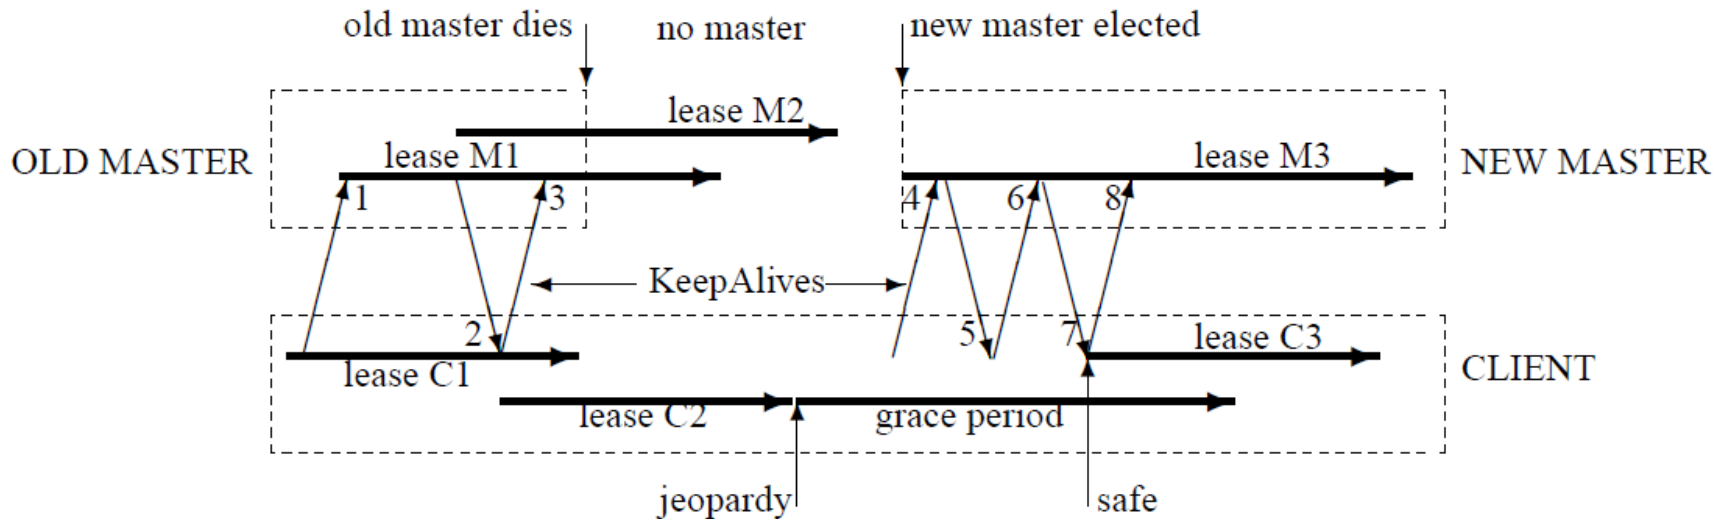 old master dies
no master
new master elected
lease M2
OLD MASTER
lease M1
lease M3
NEW MASTER
1
3
4
6
8
KeepAlives
2
5
7
lease C3
lease C1
CLIENT
lease C2
grace period
jeopardy
safe